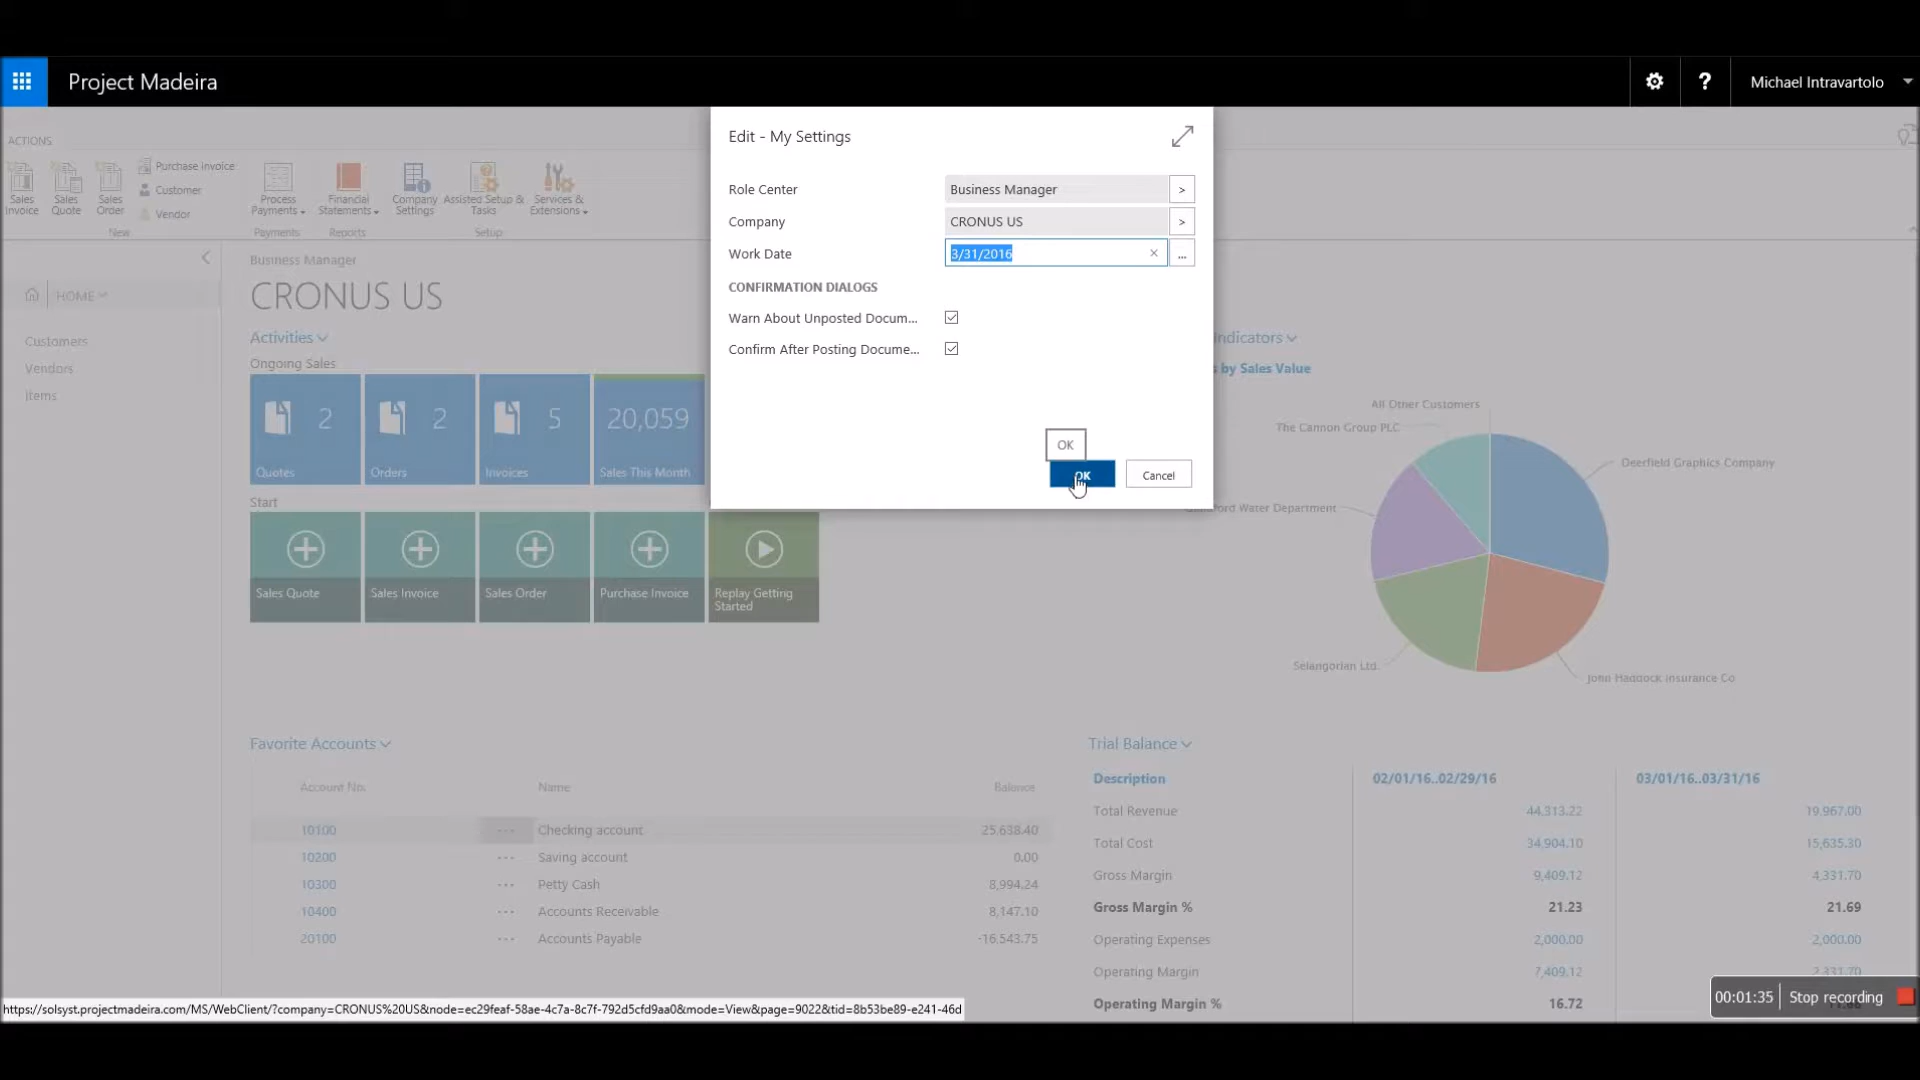 Project Madeira
? Michael Intravartolo
ACTIONS
Sales Invoice
Sales Quote
Sales Order
Purchase Invoice
Customer
Vendor
New
Process Payments
Payments
Financial Statements
Reports
Company Settings
Assisted Setup & Tasks
Services & Extensions
Setup
HOME
Customers
Vendors
Items
Business Manager
CRONUS US
Activities
Ongoing Sales
2
Quotes
2
Orders
5
Invoices
20,059
Sales This Month
Start
Sales Quote
Sales Invoice
Sales Order
Purchase Invoice
Replay Getting
Started
Edit - My Settings
Role Center Business Manager >
Company CRONUS US >
Work Date 3/31/2016 × ...
CONFIRMATION DIALOGS
Warn About Unposted Docum...
Confirm After Posting Docume...
OK
OK Cancel
Indicators
by Sales Value
All Other Customers
The Cannon Group PLC
Deerfield Graphics Company
Water Department
Selangorian Ltd.
John Haddock Insurance Co
Favorite Accounts
Account No. Name Balance
10100 ... Checking account 25,638.40
10200 ... Saving account 0.00
10300 ... Petty Cash 8,994.24
10400 ... Accounts Receivable 8,147.10
20100 ... Accounts Payable -16,543.75
Trial Balance
Description 02/01/16..02/29/16 03/01/16..03/31/16
Total Revenue 44,313.22 19,967.00
Total Cost 34,904.10 15,635.30
Gross Margin 9,409.12 4,331.70
Gross Margin % 21.23 21.69
Operating Expenses 2,000.00 2,000.00
Operating Margin 7,409.12 2,331.70
Operating Margin % 16.72
00:01:35 Stop recording
https://solsyst.projectmadeira.com/MS/WebClient/?company=CRONUS%20US&node=ec29feaf-58ae-4c7a-8c7f-792d5cfd9aa0&mode=View&page=9022&tid=8b53be89-e241-46d